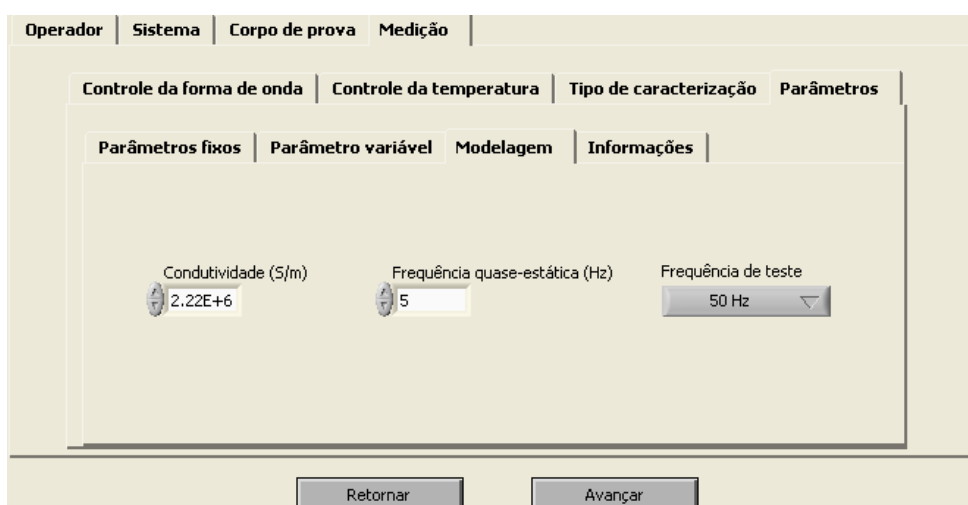 Operador Sistema Corpo de prova Medição
Controle da forma de onda Controle da temperatura Tipo de caracterização Parâmetros
Parâmetros fixos Parâmetro variável Modelagem Informações
Condutividade (S/m) Frequência quase-estática (Hz) Frequência de teste
2.22E+6 5 50 Hz
Retornar Avançar